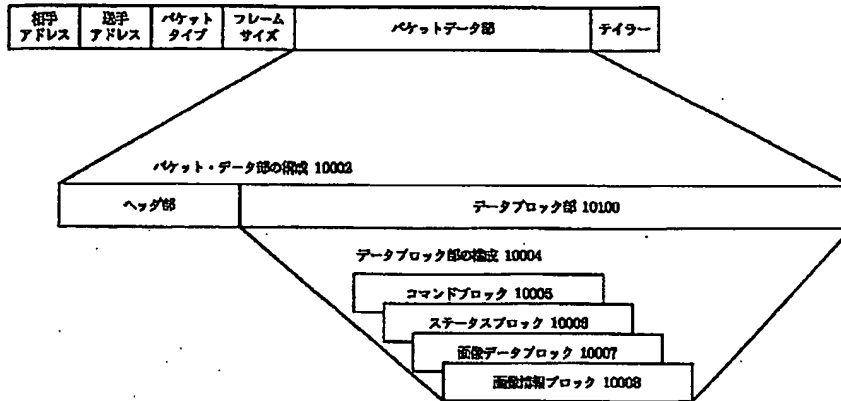 相手
アドレス
送手
アドレス
パケット
タイプ
フレーム
サイズ
パケットデータ部
テイラー
パケット・データ部の構成 10002
ヘッダ部
データブロック部 10100
データブロック部の構成 10004
コマンドブロック 10005
ステータスブロック 10006
画像データブロック 10007
画像情報ブロック 10008